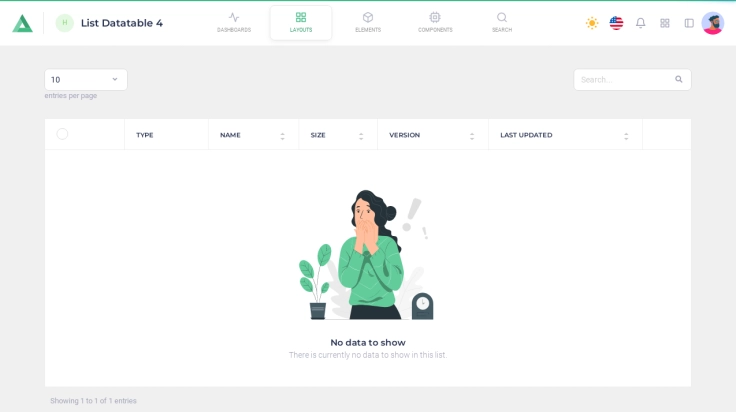 H
List Datatable 4
DASHBOARDS
LAYOUTS
ELEMENTS
COMPONENTS
SEARCH
10
Search...
entries per page
TYPE
NAME
SIZE
VERSION
LAST UPDATED
No data to show
There is currently no data to show in this list.
Showing 1 to 1 of 1 entries